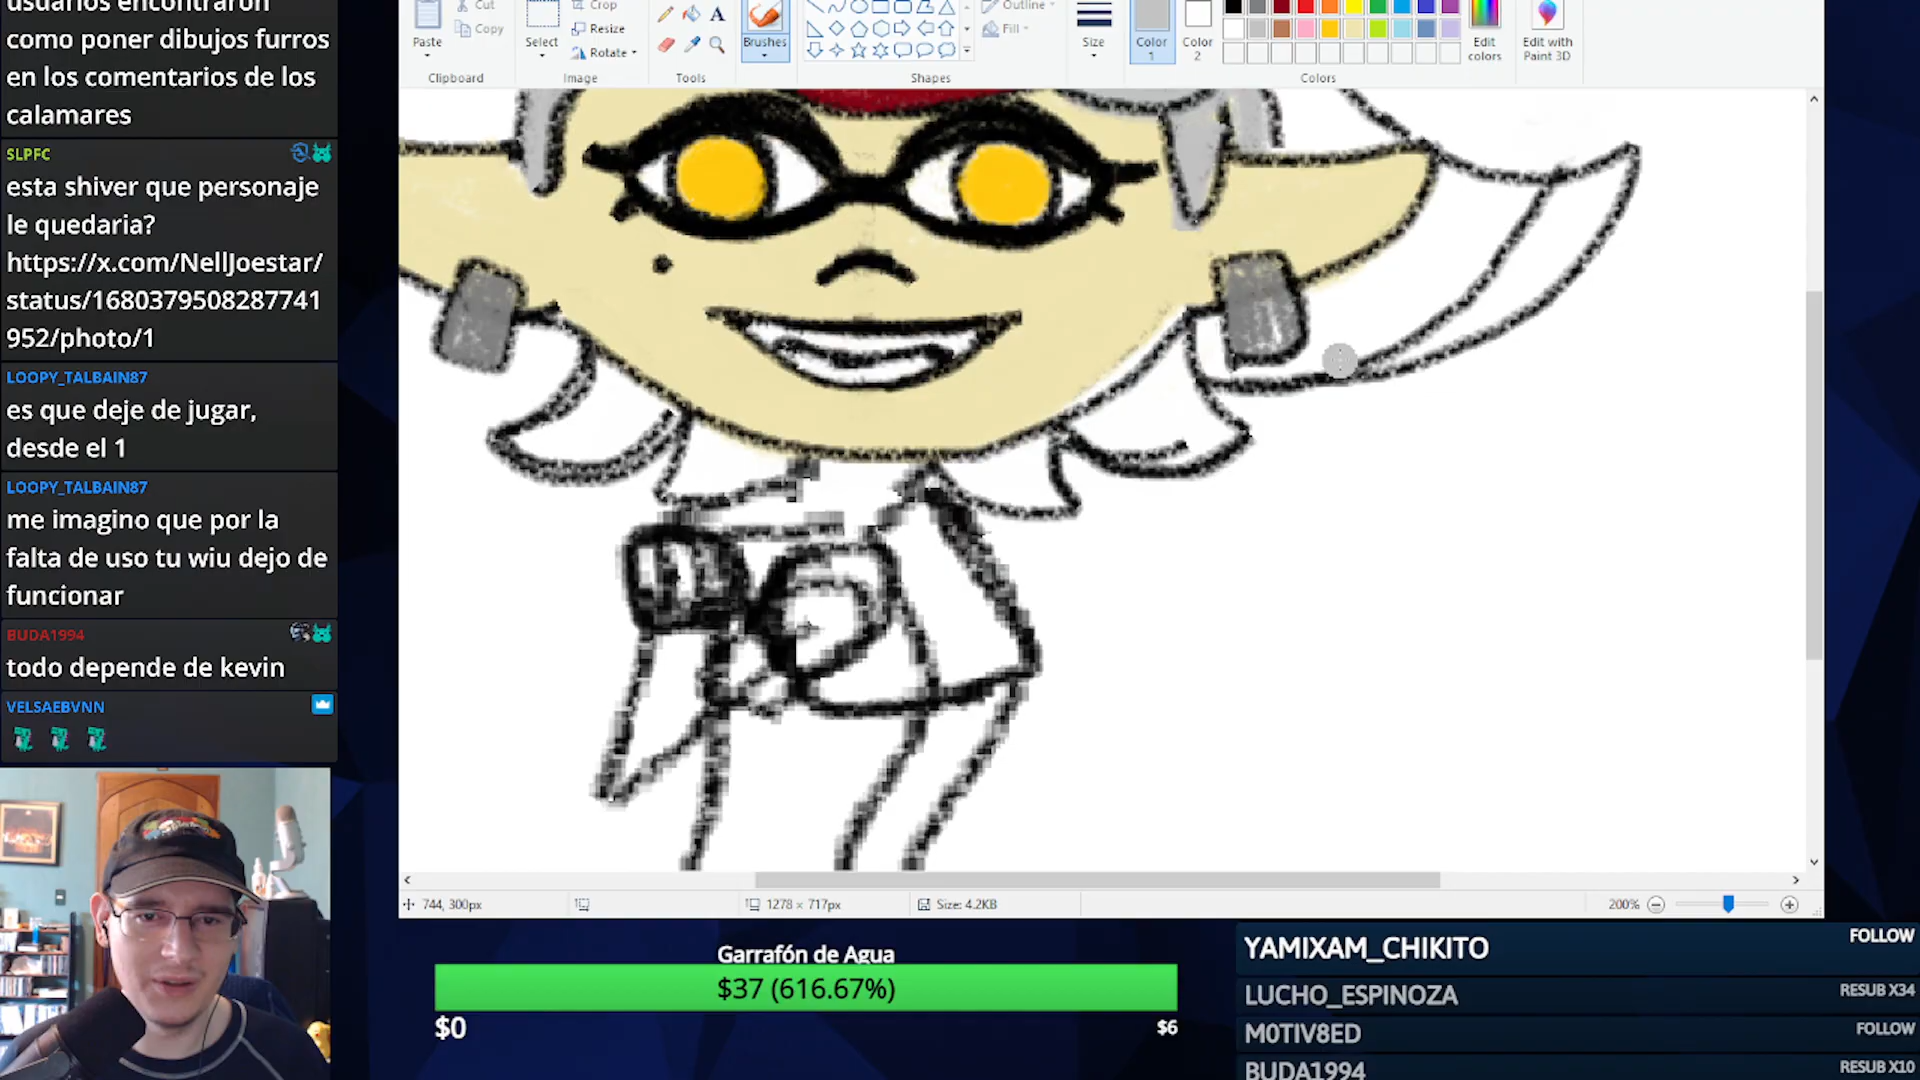 usuarios encontraron
como poner dibujos furros
en los comentarios de los
calamares
SLPFC
esta shiver que personaje
le quedaria?
https://x.com/NellJoestar/
status/1680379508287741
952/photo/1
LOOPY_TALBAIN87
es que deje de jugar,
desde el 1
LOOPY_TALBAIN87
me imagino que por la
falta de uso tu wiu dejo de
funcionar
BUDA1994
todo depende de kevin
VELSAEBVNN
Cut
Crop
Outline
Paste
Copy
Select
Resize
Rotate
A
Brushes
Fill
Size
Color
1
Color
2
Edit
colors
Edit with
Paint 3D
Clipboard
Image
Tools
Shapes
Colors
744, 300px
1278 × 717px
Size: 4.2KB
200%
Garrafón de Agua
$37 (616.67%)
$0
$6
YAMIXAM_CHIKITO FOLLOW
LUCHO_ESPINOZA RESUB X34
M0TIV8ED FOLLOW
BUDA1994 RESUB X10